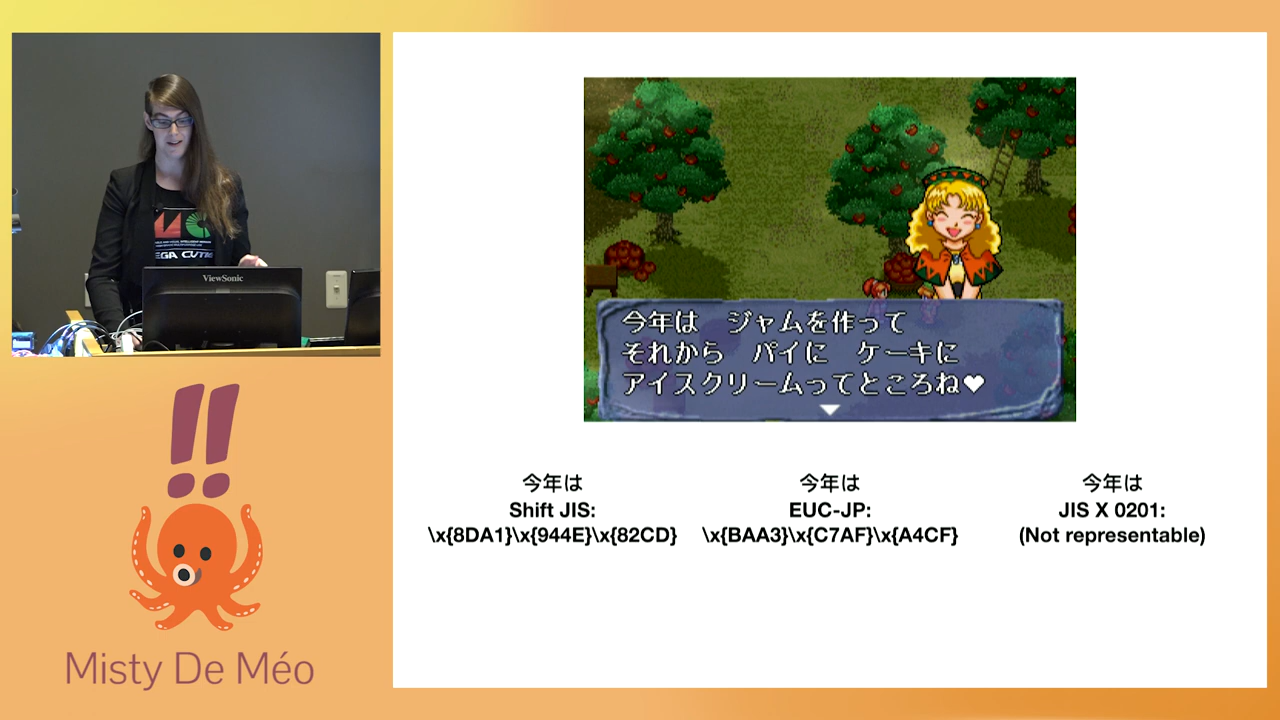 ViewSonic
今年は　ジャムを作って
それから　パイに　ケーキに
アイスクリームってところね♥
今年は
Shift JIS:
\x{8DA1}\x{944E}\x{82CD}
今年は
EUC-JP:
\x{BAA3}\x{C7AF}\x{A4CF}
今年は
JIS X 0201:
(Not representable)
!!
Misty De Méo